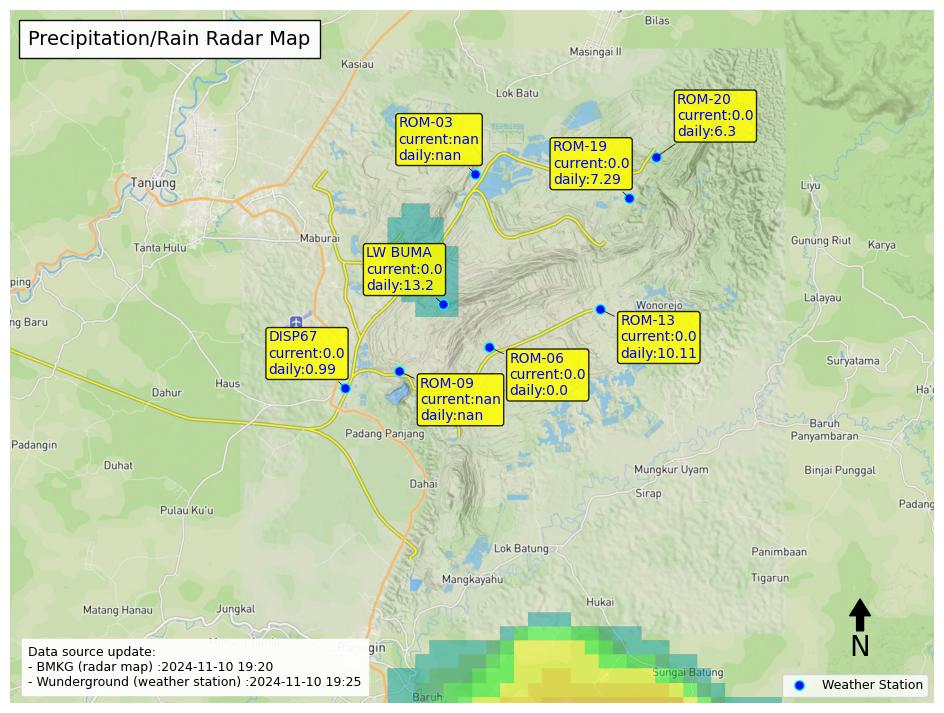 Precipitation/Rain Radar Map
Bilas
Masingai II
Kasiau
Lok Batu
ROM-20
current:0.0
daily:6.3
ROM-03
current:nan
daily:nan
ROM-19
current:0.0
daily:7.29
Tanjung
Liyu
Maburai
Tanta Hulu
Gunung Riut
Karya
LW BUMA
current:0.0
daily:13.2
ping
Lalayau
Wonorejo
ng Baru
ROM-13
current:0.0
daily:10.11
DISP67
current:0.0
daily:0.99
ROM-06
current:0.0
daily:0.0
Suryatama
ROM-09
current:nan
daily:nan
Haus
Dahur
Ha'
Baruh
Panyambaran
Padang Panjang
Padangin
Duhat
Mungkur Uyam
Binjai Punggal
Dahai
Sirap
Padang
Pulau Ku'u
Lok Batung
Panimbaan
Mangkayahu
Tigarun
Hukai
Matang Hanau
Jungkal
N
Data source update:
- BMKG (radar map) :2024-11-10 19:20
- Wunderground (weather station) :2024-11-10 19:25
Sungai Batung
Weather Station
Baruh